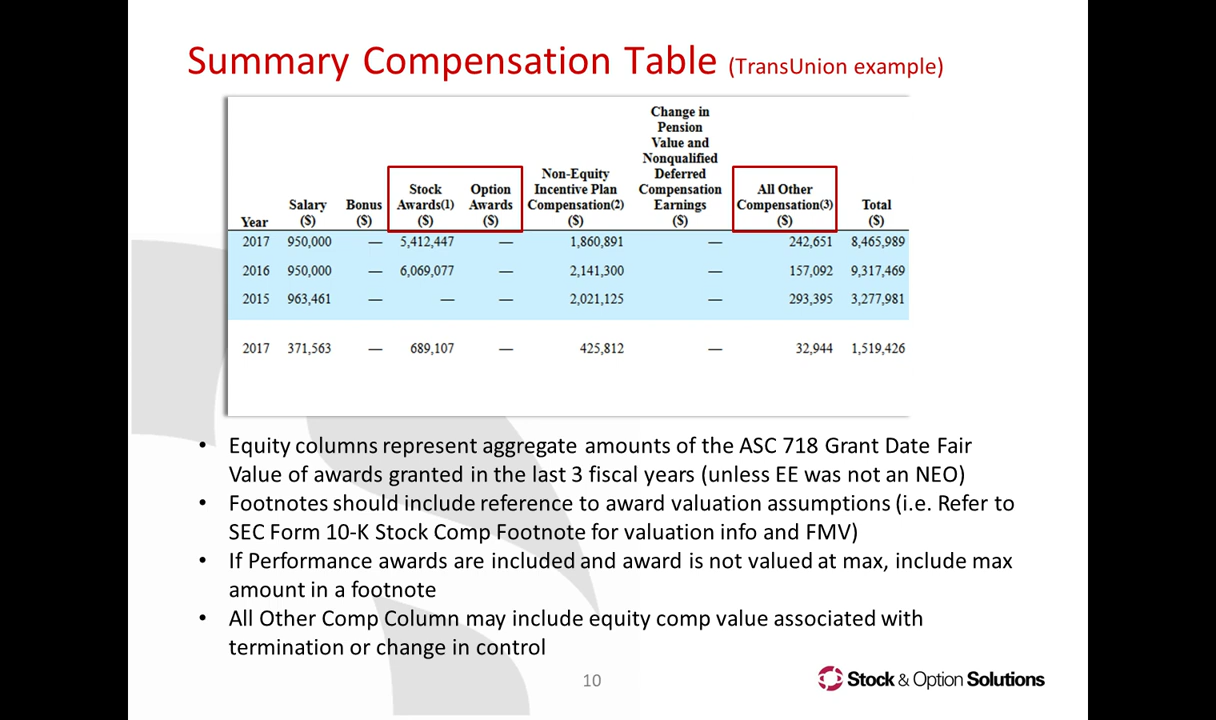 Summary Compensation Table (TransUnion example)
Change in
Pension
Value and
Nonqualified
Non-Equity Deferred
Stock Option Incentive Plan Compensation All Other
Salary Bonus Awards(1) Awards Compensation(2) Earnings Compensation(3) Total
Year ($) ($) ($) ($) ($) ($) ($) ($)
2017 950,000 — 5,412,447 — 1,860,891 — 242,651 8,465,989
2016 950,000 — 6,069,077 — 2,141,300 — 157,092 9,317,469
2015 963,461 — — — 2,021,125 — 293,395 3,277,981
2017 371,563 — 689,107 — 425,812 — 32,944 1,519,426
• Equity columns represent aggregate amounts of the ASC 718 Grant Date Fair
Value of awards granted in the last 3 fiscal years (unless EE was not an NEO)
• Footnotes should include reference to award valuation assumptions (i.e. Refer to
SEC Form 10-K Stock Comp Footnote for valuation info and FMV)
• If Performance awards are included and award is not valued at max, include max
amount in a footnote
• All Other Comp Column may include equity comp value associated with
termination or change in control
10
Stock & Option Solutions